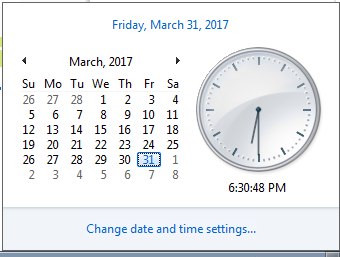 Friday, March 31, 2017
March, 2017
Su Mo Tu We Th Fr Sa
26 27 28 1 2 3 4
5 6 7 8 9 10 11
12 13 14 15 16 17 18
19 20 21 22 23 24 25
26 27 28 29 30 31 1
2 3 4 5 6 7 8
6:30:48 PM
Change date and time settings...